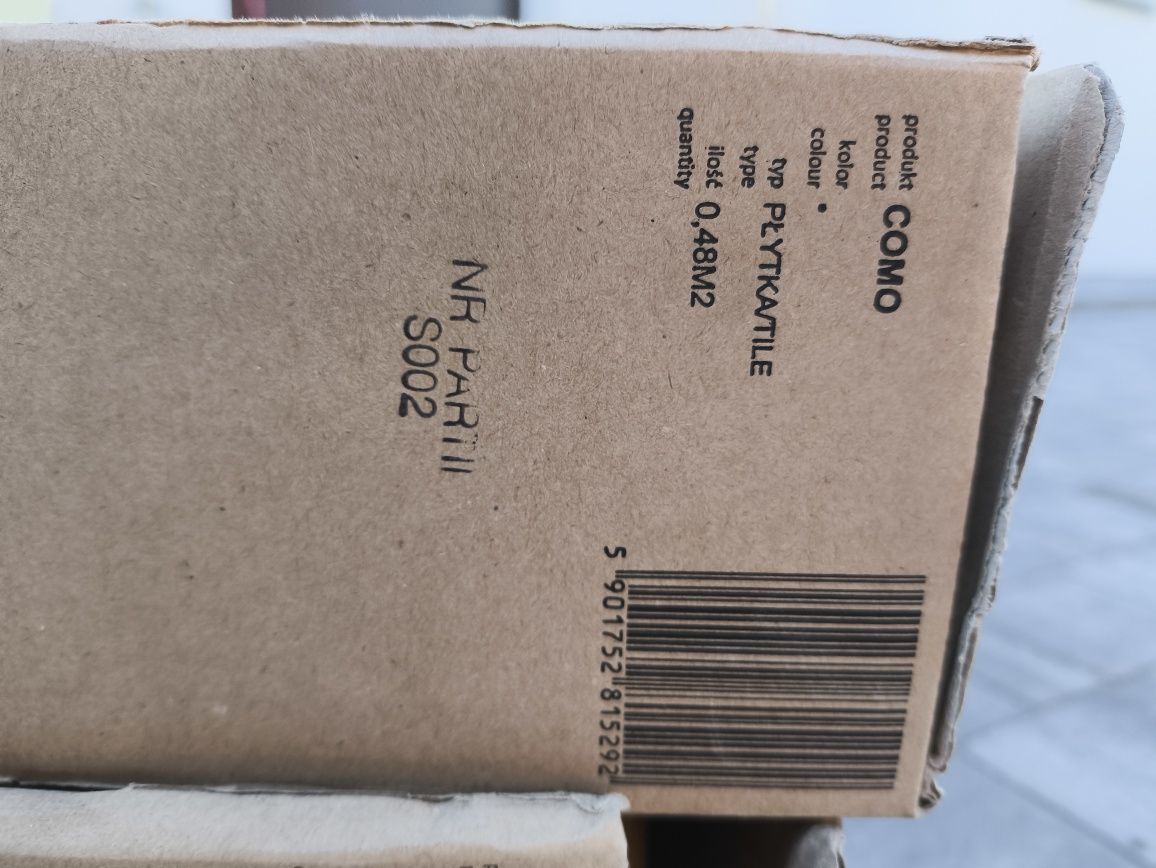 produkt
product COMO
kolor
colour •
typ
type PŁYTKA/TILE
ilość
quantity 0,48M2
NR PARTII
S002
5 901752 815292